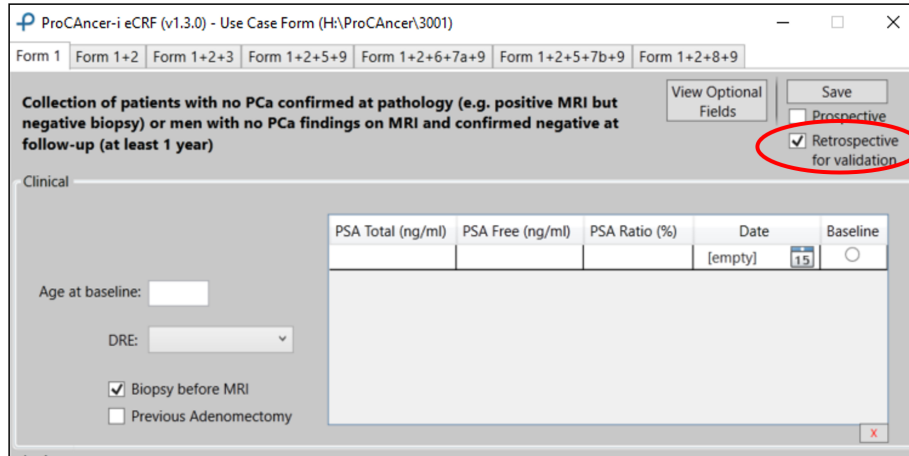 ProCAncer-i eCRF (v1.3.0) - Use Case Form (H:\ProCAncer\3001)
Form 1 Form 1+2 Form 1+2+3 Form 1+2+5+9 Form 1+2+6+7a+9 Form 1+2+5+7b+9 Form 1+2+8+9
Collection of patients with no PCa confirmed at pathology (e.g. positive MRI but
negative biopsy) or men with no PCa findings on MRI and confirmed negative at
follow-up (at least 1 year)
View Optional
Fields
Save
Prospective
Retrospective
for validation
Clinical
PSA Total (ng/ml) PSA Free (ng/ml) PSA Ratio (%) Date Baseline
[empty] 15
Age at baseline:
DRE:
Biopsy before MRI
Previous Adenomectomy
X